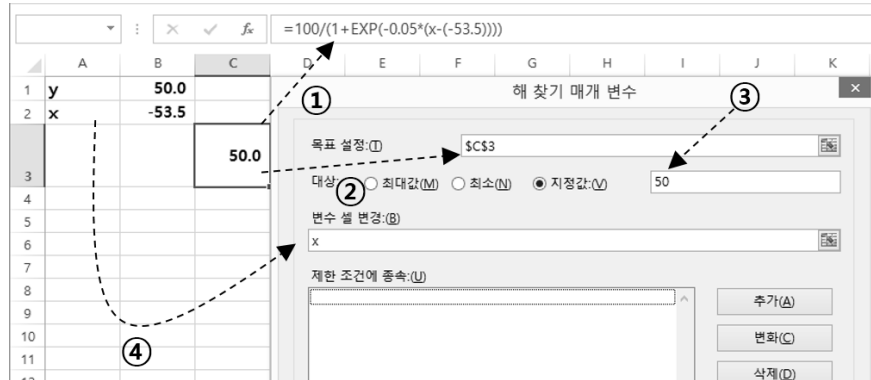 =100/(1+EXP(-0.05*(x-(-53.5))))
A B C D E F G H I J K
1 y 50.0
2 x -53.5
3 50.0
4
5
6
7
8
9
10
11
해 찾기 매개 변수
① ② ③ ④
목표 설정:(T) $C$3
대상: 최대값(M) 최소(N) 지정값:(V) 50
변수 셀 변경:(B)
x
제한 조건에 종속:(U)
추가(A)
변화(C)
삭제(D)